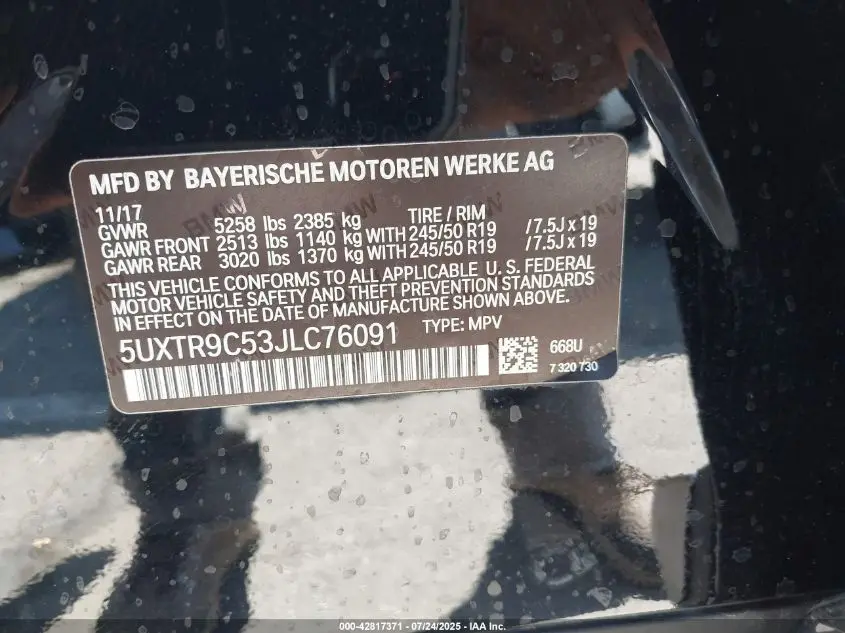 MFD BY BAYERISCHE MOTOREN WERKE AG
11/17 TIRE / RIM
GVWR 5258 lbs 2385 kg
GAWR FRONT 2513 lbs 1140 kg WITH 245/50 R19 /7.5J x 19
GAWR REAR 3020 lbs 1370 kg WITH 245/50 R19 /7.5J x 19
THIS VEHICLE CONFORMS TO ALL APPLICABLE U.S. FEDERAL
MOTOR VEHICLE SAFETY AND THEFT PREVENTION STANDARDS
IN EFFECT ON THE DATE OF MANUFACTURE SHOWN ABOVE.
5UXTR9C53JLC76091 TYPE: MPV
668U
7 320 730
000-42817371 | 07/24/2025 - IAA Inc.